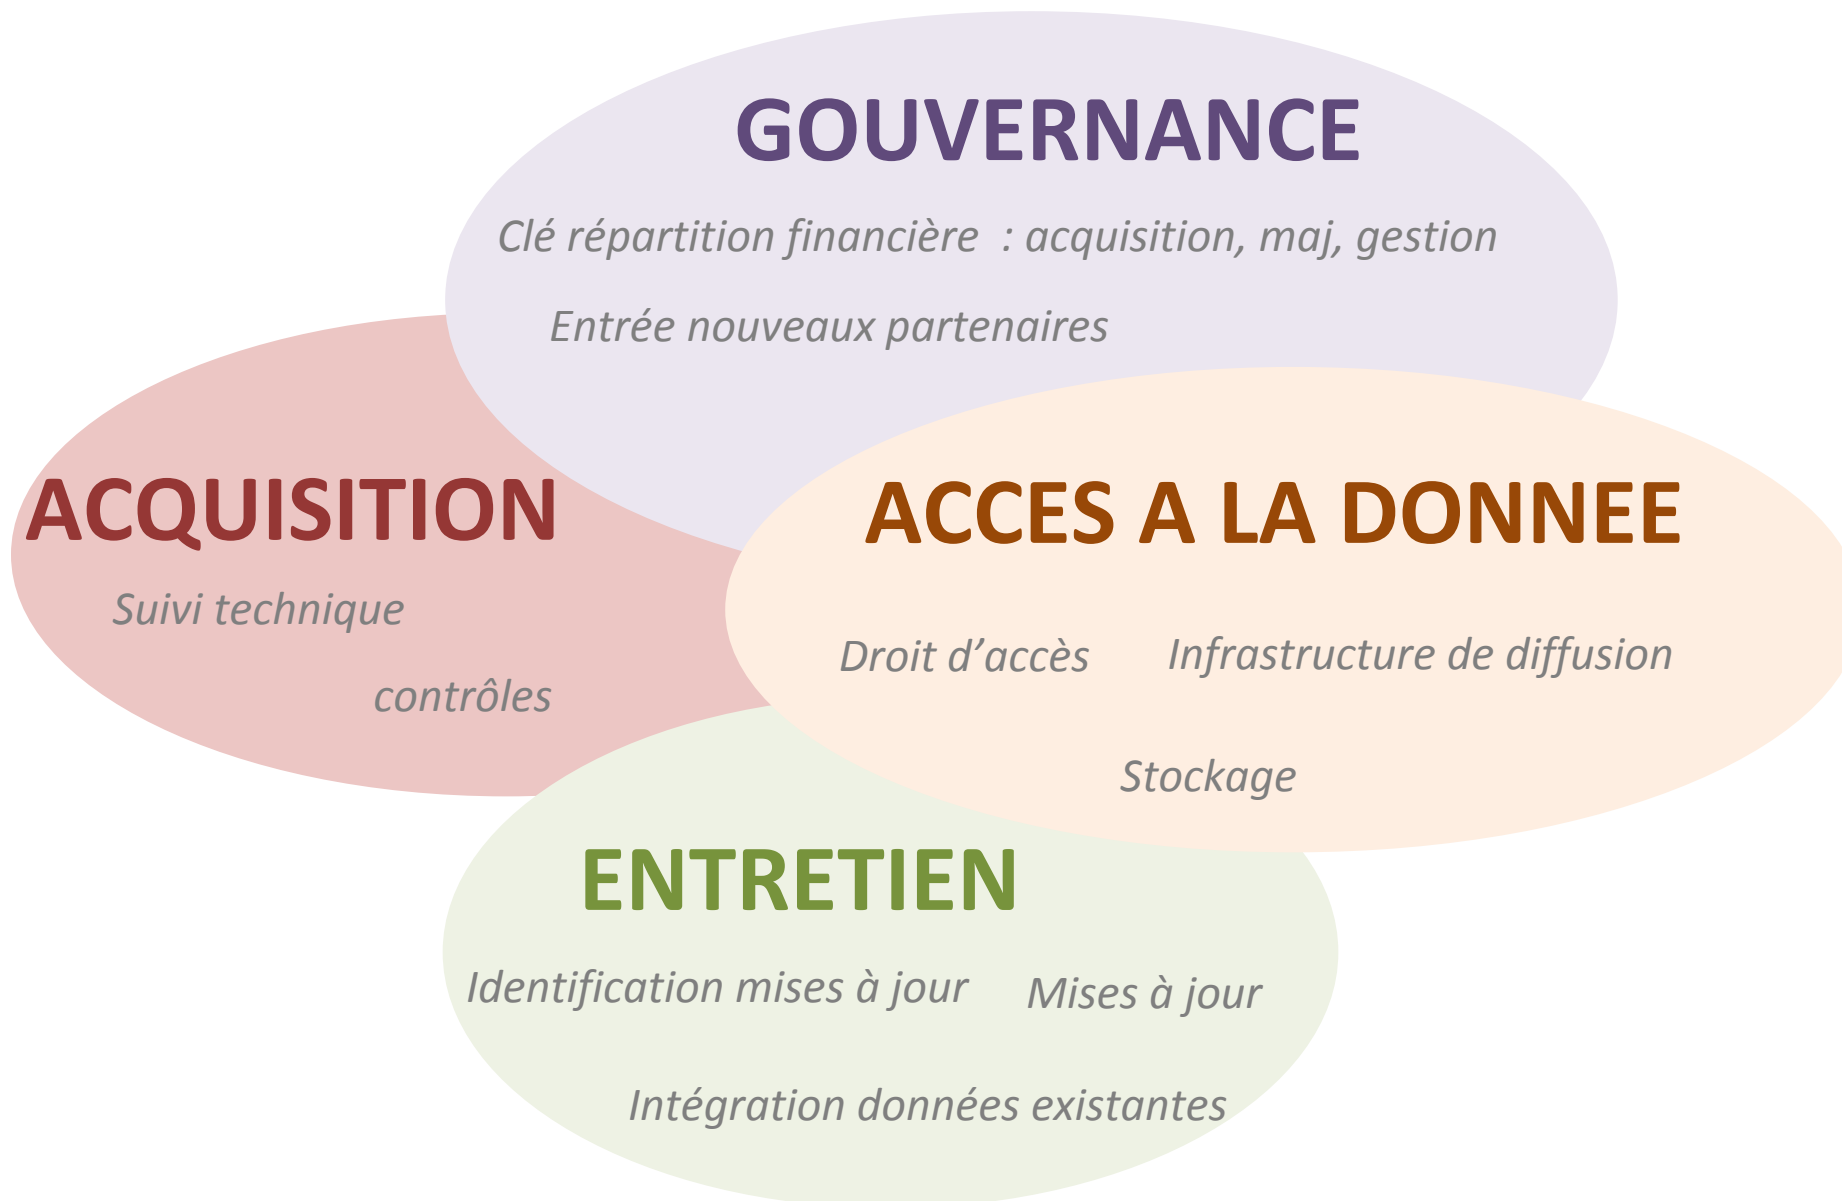 GOUVERNANCE
Clé répartition financière  : acquisition, maj, gestion
Entrée nouveaux partenaires
ACQUISITION
Suivi technique
contrôles
ACCES A LA DONNEE
Droit d’accès
Infrastructure de diffusion
Stockage
ENTRETIEN
Identification mises à jour
Mises à jour
Intégration données existantes